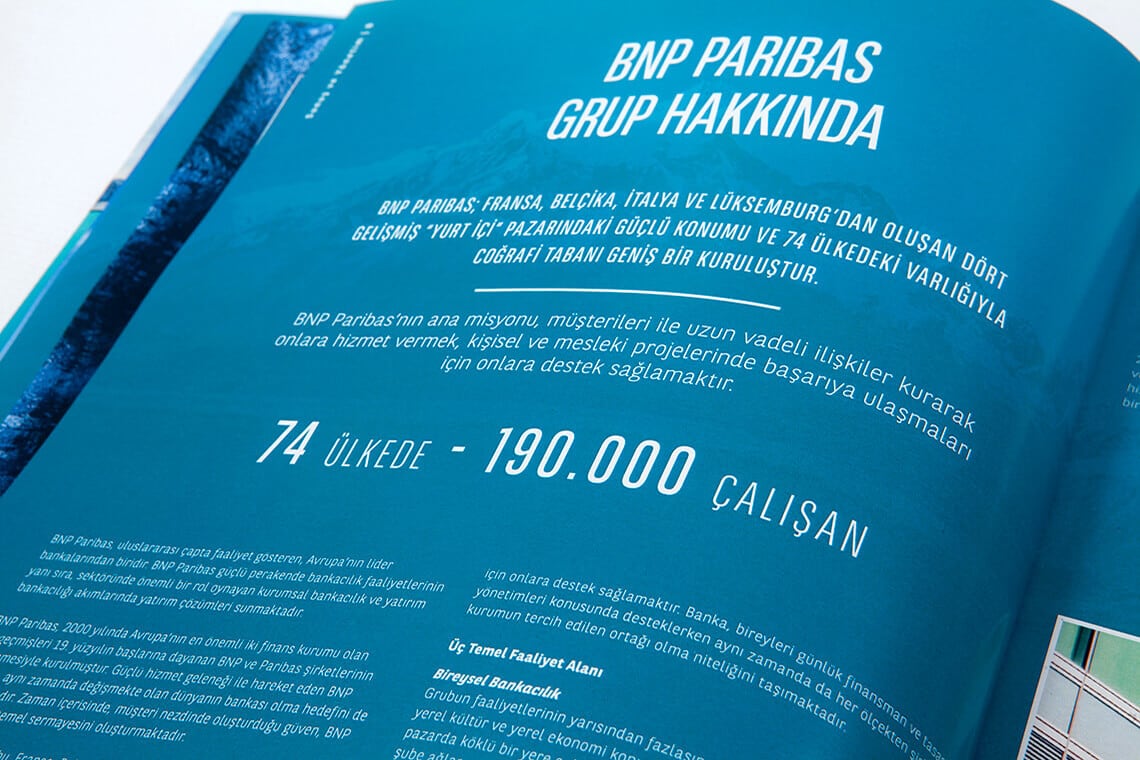 BNP PARIBAS
GRUP HAKKINDA
BNP PARIBAS; FRANSA, BELÇİKA, İTALYA VE LÜKSEMBURG'DAN OLUŞAN DÖRT
GELİŞMİŞ "YURT İÇİ" PAZARINDAKİ GÜÇLÜ KONUMU VE 74 ÜLKEDEKİ VARLIĞIYLA
COĞRAFİ TABANI GENİŞ BİR KURULUŞTUR.
BNP Paribas'nın ana misyonu, müşterileri ile uzun vadeli ilişkiler kurarak
onlara hizmet vermek, kişisel ve mesleki projelerinde başarıya ulaşmaları
için onlara destek sağlamaktır.
74 ÜLKEDE - 190.000 ÇALIŞAN
BNP Paribas, uluslararası çapta faaliyet gösteren, Avrupa'nın lider
bankalarından biridir. BNP Paribas güçlü perakende bankacılık faaliyetlerinin
yanı sıra, sektöründe önemli bir rol oynayan kurumsal bankacılık ve yatırım
bankacılığı akımlarında yatırım çözümleri sunmaktadır.
BNP Paribas, 2000 yılında Avrupa'nın en önemli iki finans kurumu olan
geçmişleri 19. yüzyılın başlarına dayanan BNP ve Paribas şirketlerinin
mesiyle kurulmuştur. Güçlü hizmet geleneği ile hareket eden BNP
aynı zamanda değişmekte olan dünyanın bankası olma hedefini de
dir. Zaman içerisinde, müşteri nezdinde oluşturduğu güven, BNP
temel sermayesini oluşturmaktadır.
için onlara destek sağlamaktır. Banka, bireyleri günlük finansman ve
yönetimleri konusunda desteklerken aynı zamanda da her ölçekten
kurumun tercih edilen ortağı olma niteliğini taşımaktadır.
Üç Temel Faaliyet Alanı
Bireysel Bankacılık
Grubun faaliyetlerinin yarısından
yerel kültür ve yerel ekonomi
pazarda köklü bir yere
şube